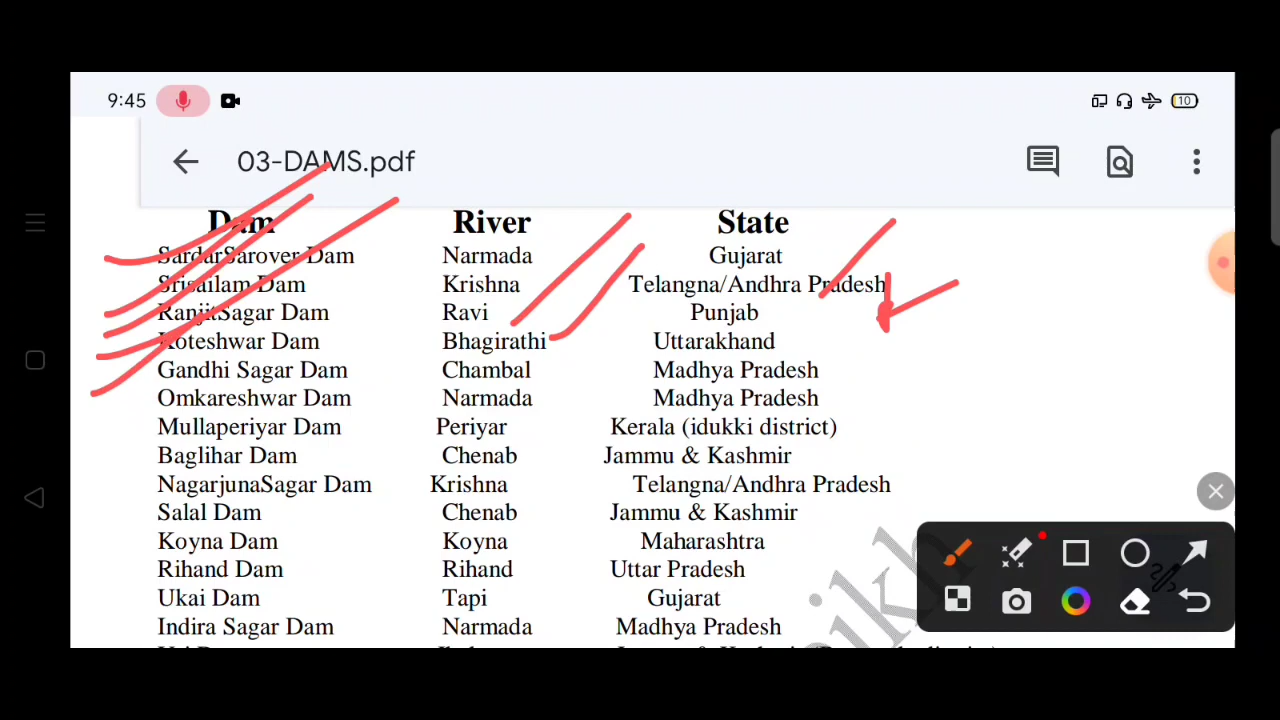 9:45 10
03-DAMS.pdf
Dam River State
SardarSarover Dam Narmada Gujarat
Srisailam Dam Krishna Telangna/Andhra Pradesh
RanjitSagar Dam Ravi Punjab
Koteshwar Dam Bhagirathi Uttarakhand
Gandhi Sagar Dam Chambal Madhya Pradesh
Omkareshwar Dam Narmada Madhya Pradesh
Mullaperiyar Dam Periyar Kerala (idukki district)
Baglihar Dam Chenab Jammu & Kashmir
NagarjunaSagar Dam Krishna Telangna/Andhra Pradesh
Salal Dam Chenab Jammu & Kashmir
Koyna Dam Koyna Maharashtra
Rihand Dam Rihand Uttar Pradesh
Ukai Dam Tapi Gujarat
Indira Sagar Dam Narmada Madhya Pradesh